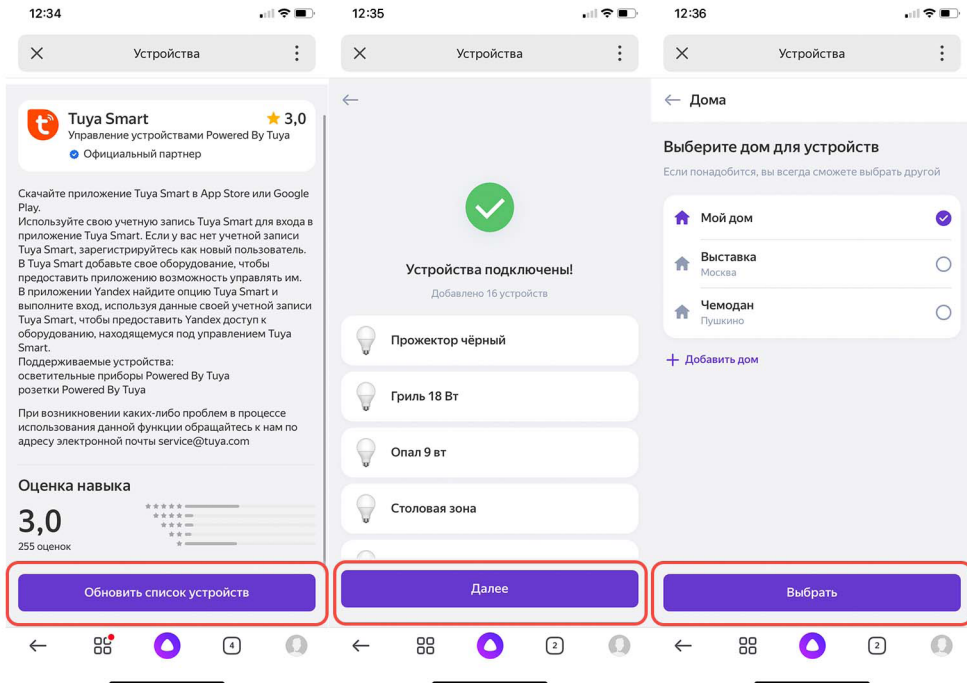 12:34
Устройства
Tuya Smart
3,0
Управление устройствами Powered By Tuya
Официальный партнер
Скачайте приложение Tuya Smart в App Store или Google
Play.
Используйте свою учетную запись Tuya Smart для входа в
приложение Tuya Smart. Если у вас нет учетной записи
Tuya Smart, зарегистрируйтесь как новый пользователь.
В Tuya Smart добавьте свое оборудование, чтобы
предоставить приложению возможность управлять им.
В приложении Yandex найдите опцию Tuya Smart и
выполните вход, используя данные своей учетной записи
Tuya Smart, чтобы предоставить Yandex доступ к
оборудованию, находящемуся под управлением Tuya
Smart.
Поддерживаемые устройства:
осветительные приборы Powered By Tuya
розетки Powered By Tuya
При возникновении каких-либо проблем в процессе
использования данной функции обращайтесь к нам по
адресу электронной почты service@tuya.com
Оценка навыка
3,0
255 оценок
Обновить список устройств
4
12:35
Устройства
Устройства подключены!
Добавлено 16 устройств
Прожектор чёрный
Гриль 18 Вт
Опал 9 вт
Столовая зона
Далее
2
12:36
Устройства
Дома
Выберите дом для устройств
Если понадобится, вы всегда сможете выбрать другой
Мой дом
Выставка
Москва
Чемодан
Пушкино
Добавить дом
Выбрать
2